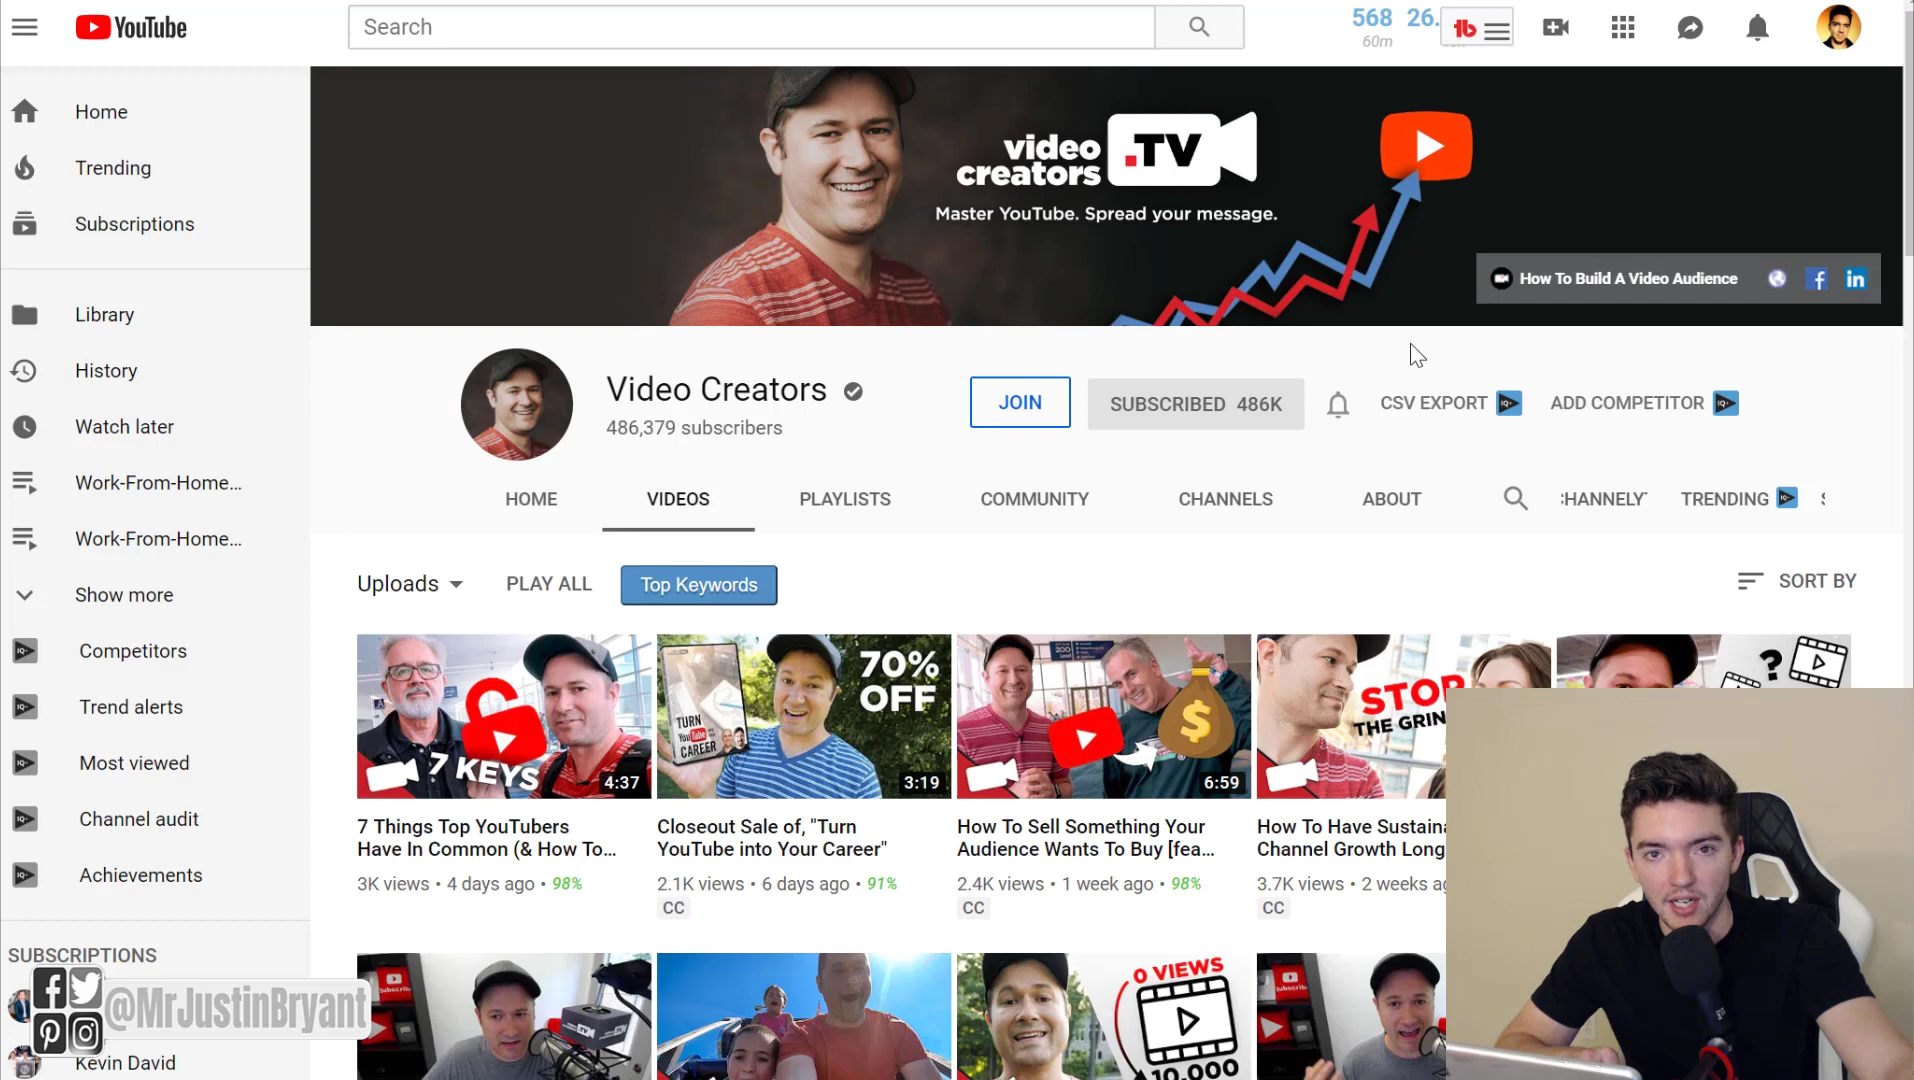 YouTube
Search
568 26.
60m
Home
Trending
Subscriptions
Library
History
Watch later
Work-From-Home...
Work-From-Home...
Show more
Competitors
Trend alerts
Most viewed
Channel audit
Achievements
SUBSCRIPTIONS
@MrJustinBryant
Kevin David
video
creators .TV
Master YouTube. Spread your message.
How To Build A Video Audience
Video Creators
486,379 subscribers
JOIN
SUBSCRIBED 486K
CSV EXPORT
ADD COMPETITOR
HOME
VIDEOS
PLAYLISTS
COMMUNITY
CHANNELS
ABOUT
HANNELY
TRENDING
Uploads
PLAY ALL
Top Keywords
SORT BY
7 KEYS
4:37
7 Things Top YouTubers
Have In Common (& How To...
3K views • 4 days ago • 98%
70%
OFF
TURN
YouTube
CAREER
3:19
Closeout Sale of, "Turn
YouTube into Your Career"
2.1K views • 6 days ago • 91%
CC
200
6:59
How To Sell Something Your
Audience Wants To Buy [fea...
2.4K views • 1 week ago • 98%
CC
STOP
THE GRIN
How To Have Sustaina
Channel Growth Long
3.7K views • 2 weeks ag
CC
?
.TV
0 VIEWS
10,000